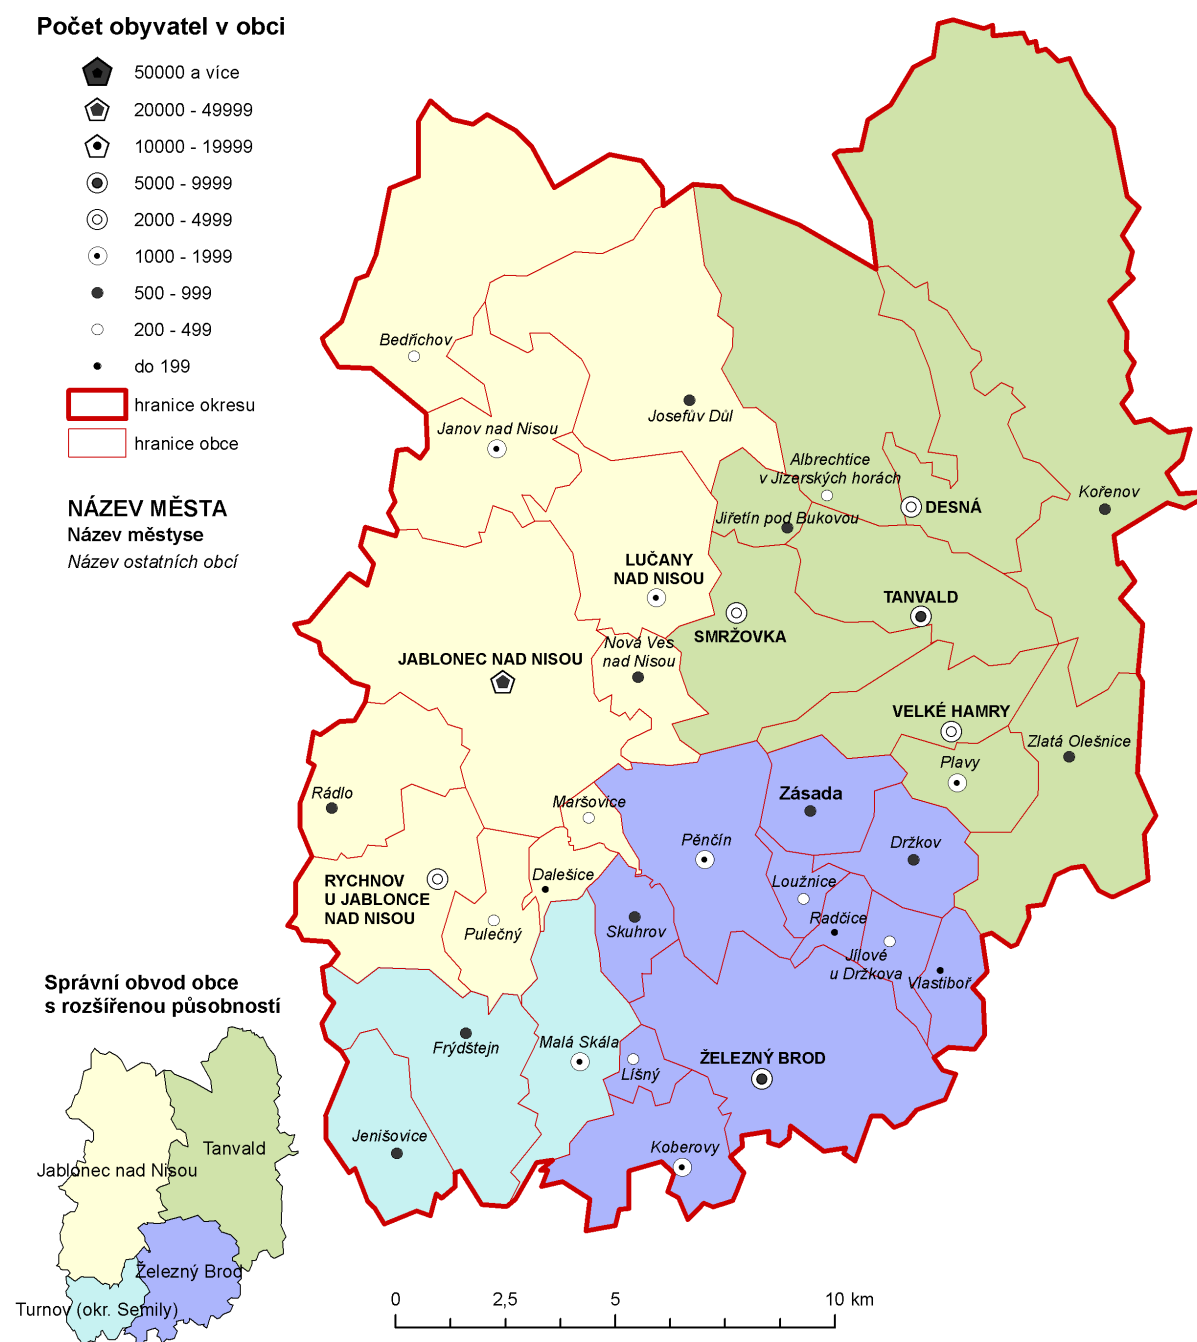 Počet obyvatel v obci
50000 a více
20000 - 49999
10000 - 19999
5000 - 9999
2000 - 4999
1000 - 1999
500 - 999
200 - 499
do 199
hranice okresu
hranice obce
NÁZEV MĚSTA
Název městyse
Název ostatních obcí
Bedřichov
Janov nad Nisou
Josefův Důl
Albrechtice
v Jizerských horách
Jiřetín pod Bukovou
DESNÁ
Kořenov
LUČANY
NAD NISOU
TANVALD
SMRŽOVKA
Nová Ves
nad Nisou
JABLONEC NAD NISOU
VELKÉ HAMRY
Zlatá Olešnice
Plavy
Rádlo
Maršovice
Zásada
Pěnčín
Držkov
RYCHNOV
U JABLONCE
NAD NISOU
Dalešice
Loužnice
Radčice
Pulečný
Skuhrov
Jílové
u Držkova
Vlastiboř
Frýdštejn
Malá Skála
Líšný
ŽELEZNÝ BROD
Jenišovice
Koberovy
Správní obvod obce
s rozšířenou působností
Tanvald
Jablonec nad Nisou
Železný Brod
Turnov (okr. Semily)
0 2,5 5 10 km